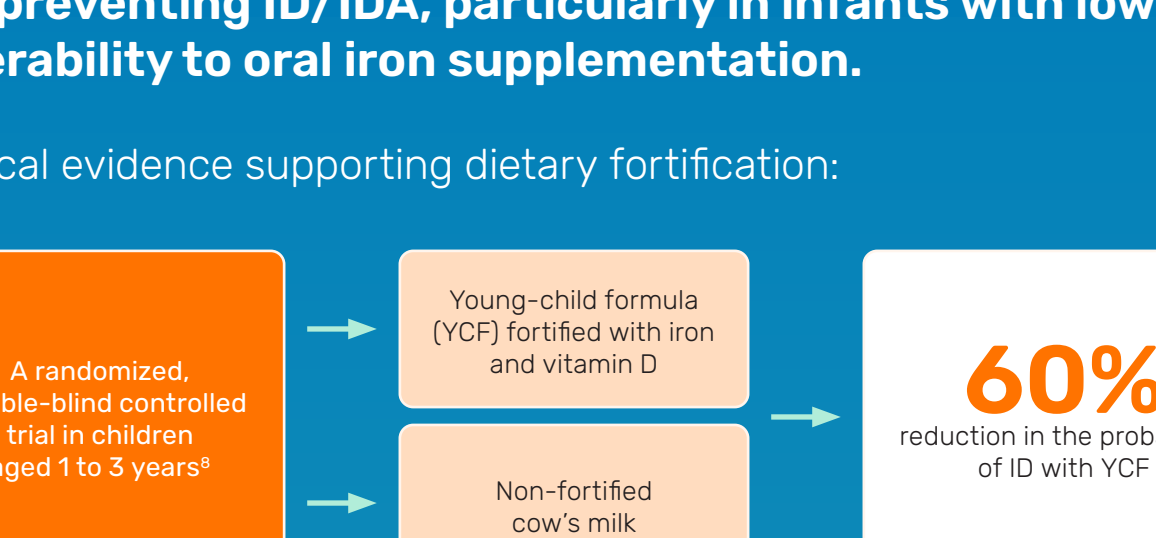 preventing ID/IDA, particularly in infants with low
erability to oral iron supplementation.
cal evidence supporting dietary fortification:
A randomized,
ble-blind controlled
trial in children
aged 1 to 3 years⁸
Young-child formula
(YCF) fortified with iron
and vitamin D
Non-fortified
cow's milk
60%
reduction in the proba
of ID with YCF